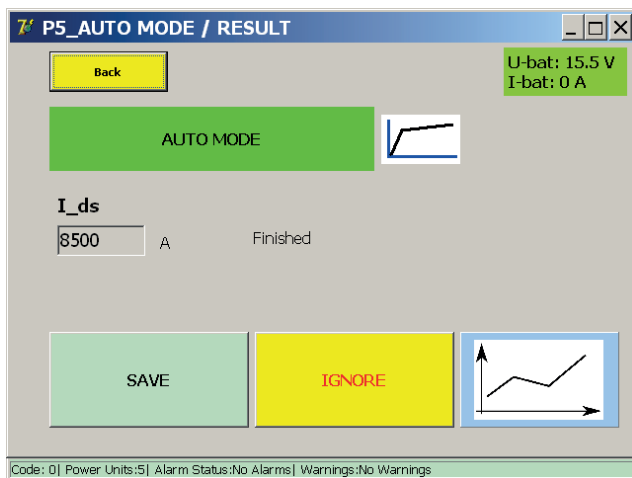 P5_AUTO MODE / RESULT
Back
U-bat: 15.5 V
I-bat: 0 A
AUTO MODE
I_ds
8500 A Finished
SAVE
IGNORE
Code: 0| Power Units:5| Alarm Status:No Alarms| Warnings:No Warnings